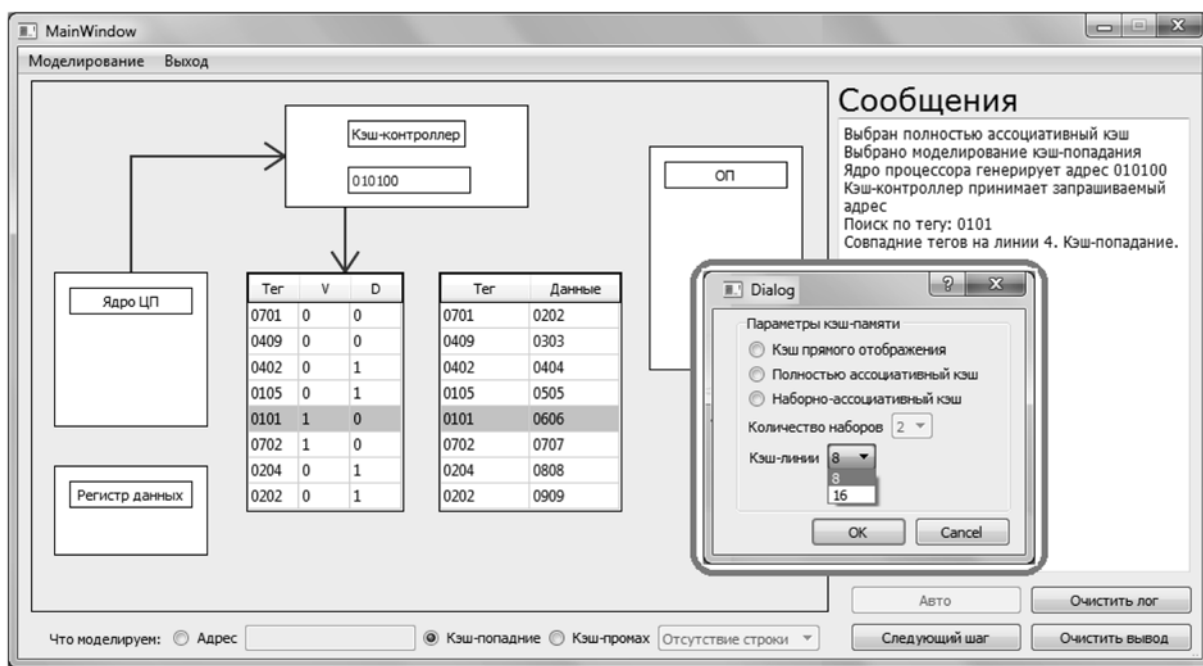 MainWindow
Моделирование Выход
Кэш-контроллер
010100
ОП
Ядро ЦП
Регистр данных
Тег V D
0701 0 0
0409 0 0
0402 0 1
0105 0 1
0101 1 0
0702 1 0
0204 0 1
0202 0 1
Тег Данные
0701 0202
0409 0303
0402 0404
0105 0505
0101 0606
0702 0707
0204 0808
0202 0909
Сообщения
Выбран полностью ассоциативный кэш
Выбрано моделирование кэш-попадания
Ядро процессора генерирует адрес 010100
Кэш-контроллер принимает запрашиваемый
адрес
Поиск по тегу: 0101
Совпадние тегов на линии 4. Кэш-попадание.
Dialog
Параметры кэш-памяти
Кэш прямого отображения
Полностью ассоциативный кэш
Наборно-ассоциативный кэш
Количество наборов 2
Кэш-линии 8
8
16
OK Cancel
Авто Очистить лог
Что моделируем: Адрес Кэш-попадние Кэш-промах Отсутствие строки Следующий шаг Очистить вывод